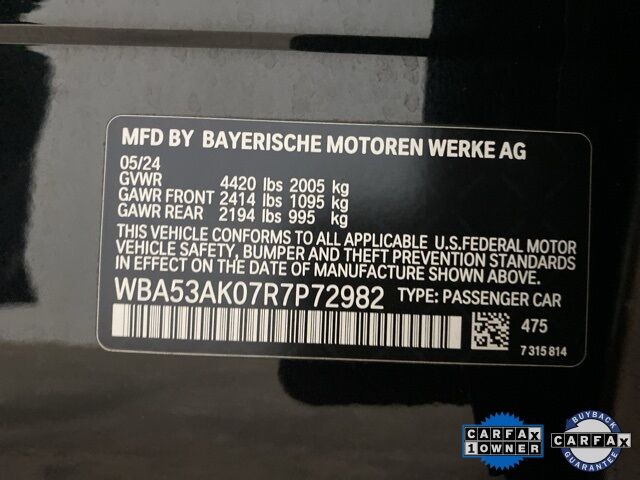 MFD BY BAYERISCHE MOTOREN WERKE AG
05/24
GVWR 4420 lbs 2005 kg
GAWR FRONT 2414 lbs 1095 kg
GAWR REAR 2194 lbs 995 kg
THIS VEHICLE CONFORMS TO ALL APPLICABLE U.S.FEDERAL MOTOR
VEHICLE SAFETY, BUMPER AND THEFT PREVENTION STANDARDS
IN EFFECT ON THE DATE OF MANUFACTURE SHOWN ABOVE.
WBA53AK07R7P72982 TYPE: PASSENGER CAR
475
7 315 814
CARFAX
1 OWNER
BUYBACK
CARFAX
GUARANTEE